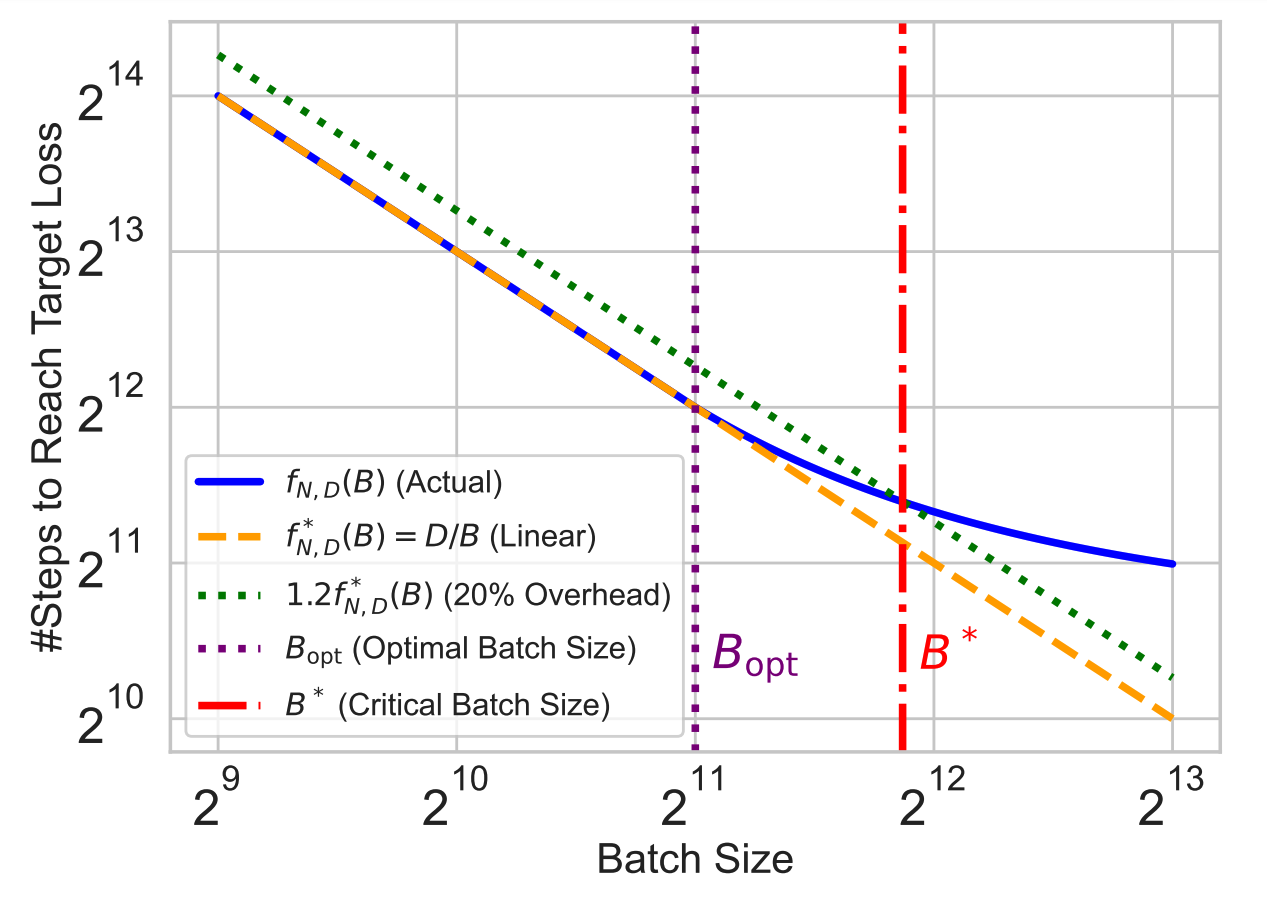 #Steps to Reach Target Loss
2^14
2^13
2^12
2^11
2^10
f_{N,D}(B) (Actual)
f^*_{N,D}(B) = D/B (Linear)
1.2f^*_{N,D}(B) (20% Overhead)
B_opt (Optimal Batch Size)
B^* (Critical Batch Size)
B_opt
B^*
2^9 2^10 2^11 2^12 2^13
Batch Size